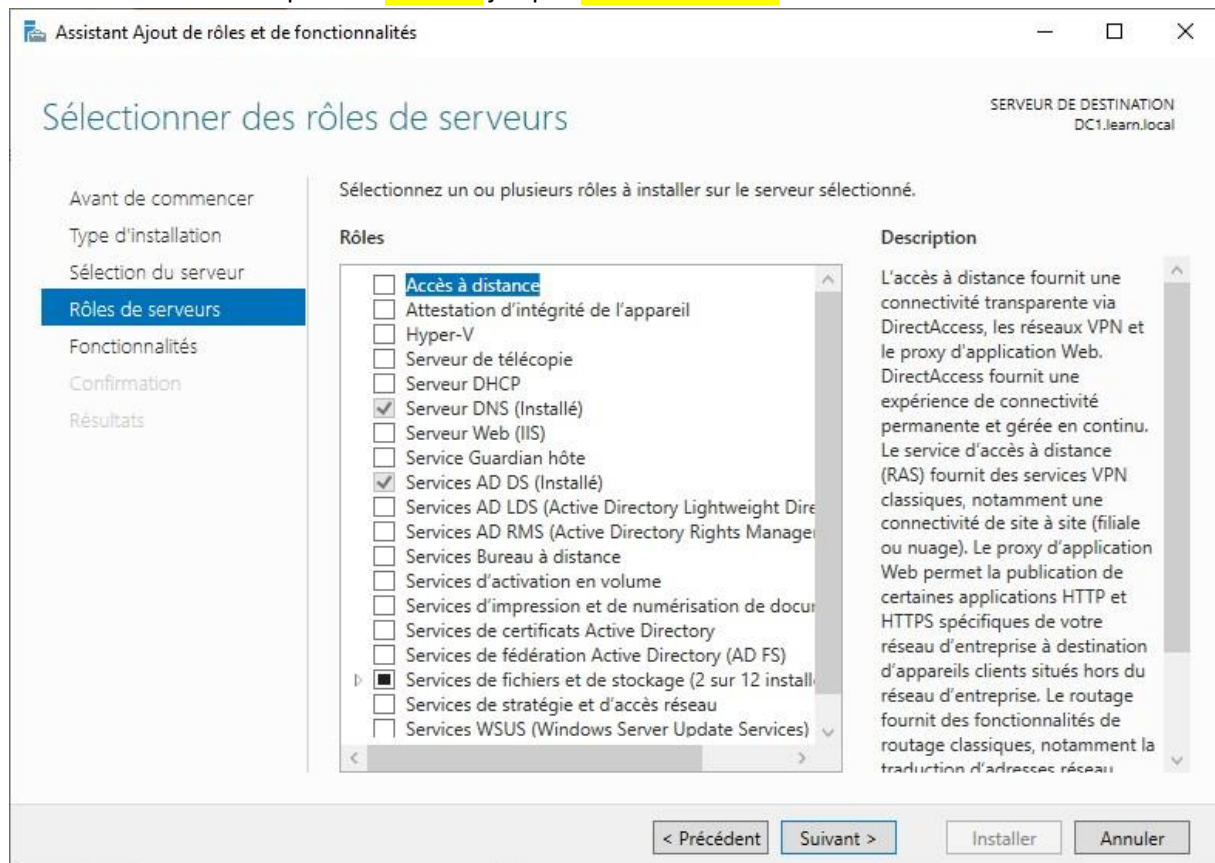 Assistant Ajout de rôles et de fonctionnalités
Sélectionner des rôles de serveurs
SERVEUR DE DESTINATION
DC1.learn.local
Avant de commencer
Type d'installation
Sélection du serveur
Rôles de serveurs
Fonctionnalités
Confirmation
Résultats
Sélectionnez un ou plusieurs rôles à installer sur le serveur sélectionné.
Rôles
Accès à distance
Attestation d'intégrité de l'appareil
Hyper-V
Serveur de télécopie
Serveur DHCP
Serveur DNS (Installé)
Serveur Web (IIS)
Service Guardian hôte
Services AD DS (Installé)
Services AD LDS (Active Directory Lightweight Dire
Services AD RMS (Active Directory Rights Manage
Services Bureau à distance
Services d'activation en volume
Services d'impression et de numérisation de docu
Services de certificats Active Directory
Services de fédération Active Directory (AD FS)
Services de fichiers et de stockage (2 sur 12 install
Services de stratégie et d'accès réseau
Services WSUS (Windows Server Update Services)
Description
L'accès à distance fournit une
connectivité transparente via
DirectAccess, les réseaux VPN et
le proxy d'application Web.
DirectAccess fournit une
expérience de connectivité
permanente et gérée en continu.
Le service d'accès à distance
(RAS) fournit des services VPN
classiques, notamment une
connectivité de site à site (filiale
ou nuage). Le proxy d'application
Web permet la publication de
certaines applications HTTP et
HTTPS spécifiques de votre
réseau d'entreprise à destination
d'appareils clients situés hors du
réseau d'entreprise. Le routage
fournit des fonctionnalités de
routage classiques, notamment la
traduction d'adresses réseau
< Précédent
Suivant >
Installer
Annuler